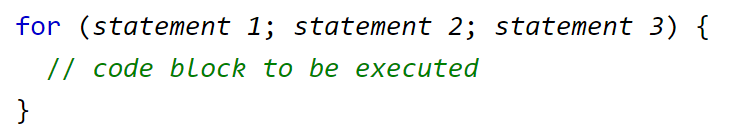 for (statement 1; statement 2; statement 3) {
  // code block to be executed
}